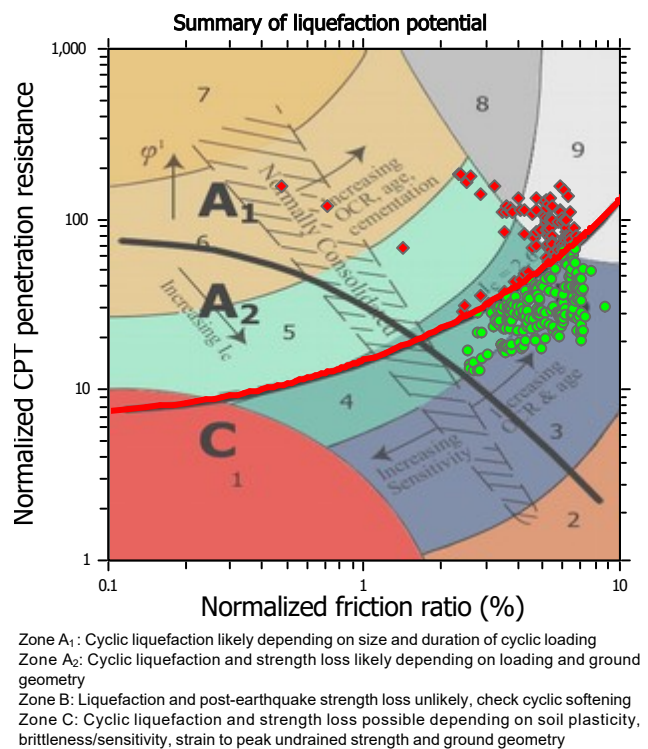 Summary of liquefaction potential
Normalized CPT penetration resistance
1,000
100
10
1
7
8
9
φ'
A1
Normally Consolidated
Increasing
OCR, age,
cementation
6
A2
Increasing Ic
5
4
C
1
Increasing
Sensitivity
Increasing
OCR & age
3
2
0.1
1
10
Normalized friction ratio (%)
Zone A1: Cyclic liquefaction likely depending on size and duration of cyclic loading
Zone A2: Cyclic liquefaction and strength loss likely depending on loading and ground
geometry
Zone B: Liquefaction and post-earthquake strength loss unlikely, check cyclic softening
Zone C: Cyclic liquefaction and strength loss possible depending on soil plasticity,
brittleness/sensitivity, strain to peak undrained strength and ground geometry